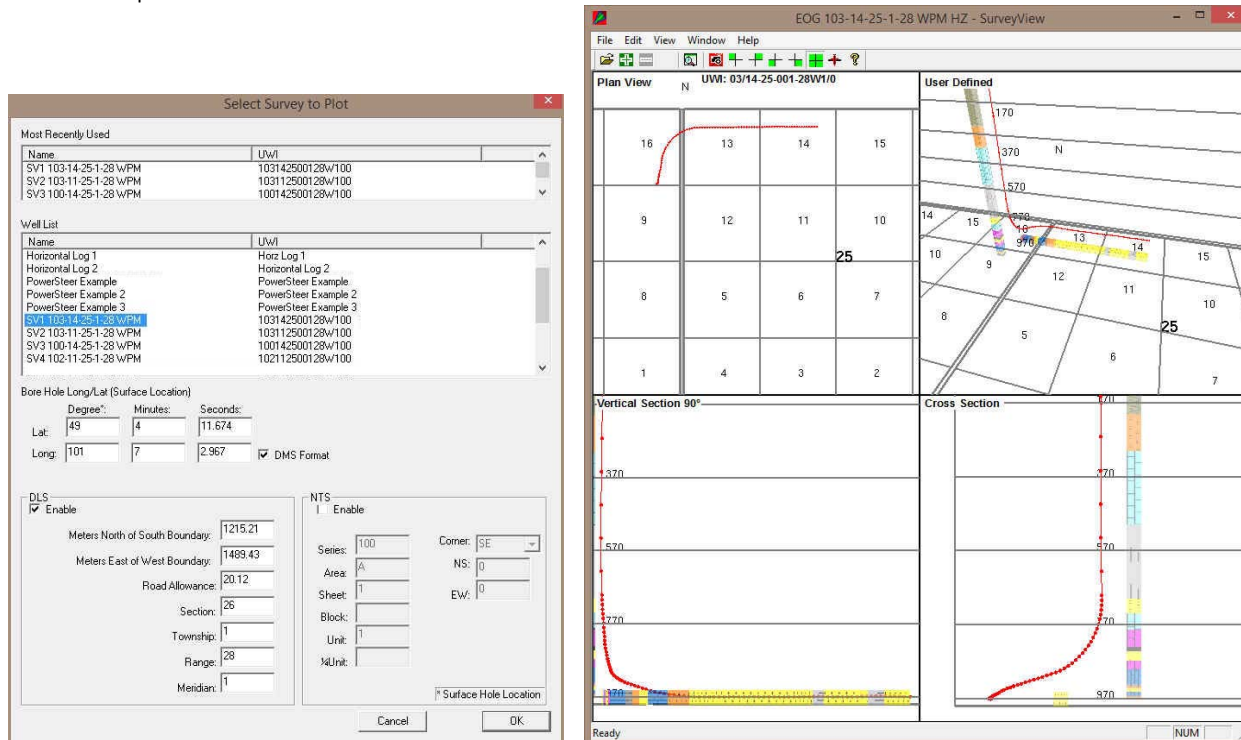 Select Survey to Plot
Most Recently Used
Name UWI
SV1 103-14-25-1-28 WPM 103142500128W100
SV2 103-11-25-1-28 WPM 103112500128W100
SV3 100-14-25-1-28 WPM 100142500128W100
Well List
Name UWI
Horizontal Log 1 Horz Log 1
Horizontal Log 2 Horizontal Log 2
PowerSteer Example PowerSteer Example
PowerSteer Example 2 PowerSteer Example 2
PowerSteer Example 3 PowerSteer Example 3
SV1 103-14-25-1-28 WPM 103142500128W100
SV2 103-11-25-1-28 WPM 103112500128W100
SV3 100-14-25-1-28 WPM 100142500128W100
SV4 102-11-25-1-28 WPM 102112500128W100
Bore Hole Long/Lat (Surface Location)
Degree°: Minutes: Seconds:
Lat: 49 4 11.674
Long: 101 7 2.967 DMS Format
DLS
Enable
Meters North of South Boundary: 1215.21
Meters East of West Boundary: 1489.43
Road Allowance: 20.12
Section: 26
Township: 1
Range: 28
Meridian: 1
NTS
Enable
Series: 100 Corner: SE
Area: A NS: 0
Sheet: 1 EW: 0
Block:
Unit: 1
¼Unit:
* Surface Hole Location
Cancel OK
EOG 103-14-25-1-28 WPM HZ - SurveyView
File Edit View Window Help
Plan View N UWI: 03/14-25-001-28W1/0
16 13 14 15
9 12 11 10
25
8 5 6 7
1 4 3 2
User Defined
170
370 N
570
770
14 15 16 13 14 15
970
10 9 12 11 10
8 5 25
6 7
Vertical Section 90°
370
570
770
970
Cross Section
970
770
970
Ready NUM